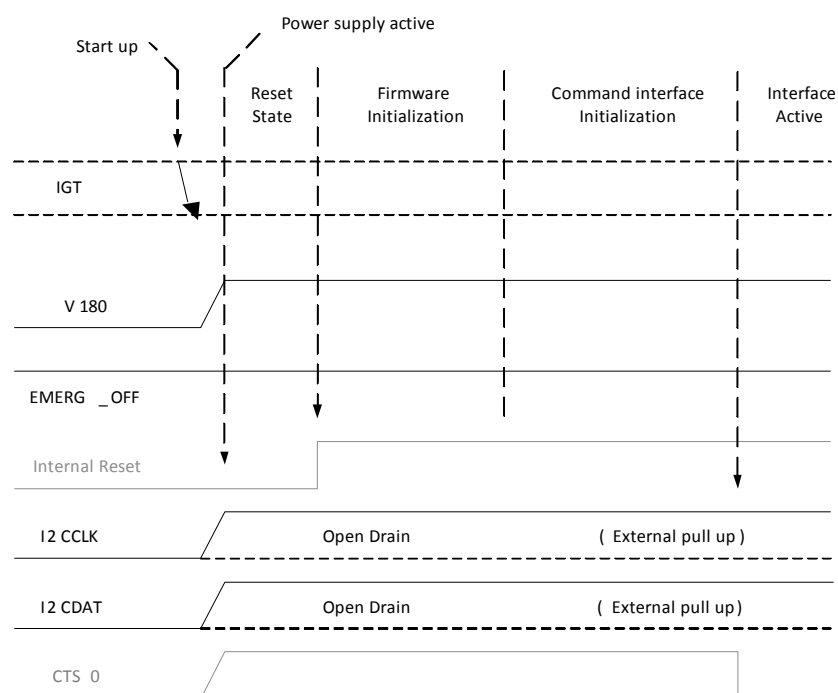 Power supply active
Start up
Reset State
Firmware Initialization
Command interface Initialization
Interface Active
IGT
V 180
EMERG _OFF
Internal Reset
I2 CCLK
Open Drain
( External pull up )
I2 CDAT
Open Drain
( External pull up )
CTS 0